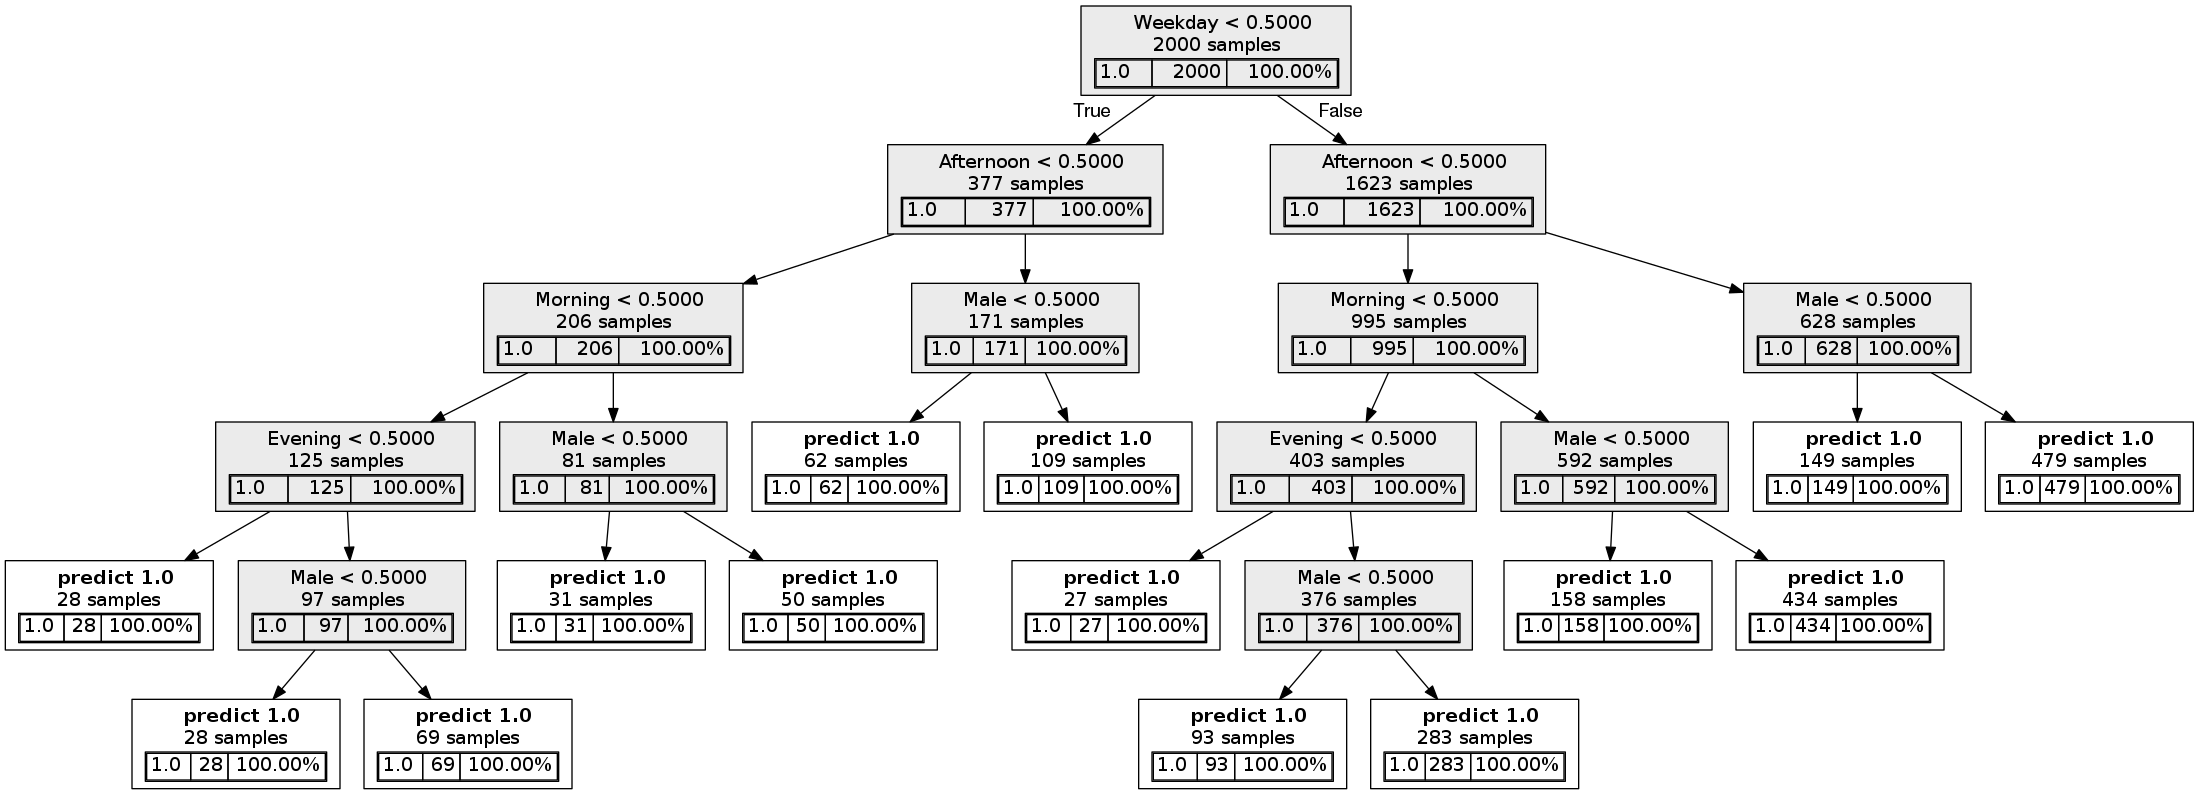 Weekday < 0.5000
2000 samples
1.0 2000 100.00%
True
False
Afternoon < 0.5000
377 samples
1.0 377 100.00%
Afternoon < 0.5000
1623 samples
1.0 1623 100.00%
Morning < 0.5000
206 samples
1.0 206 100.00%
Male < 0.5000
171 samples
1.0 171 100.00%
Morning < 0.5000
995 samples
1.0 995 100.00%
Male < 0.5000
628 samples
1.0 628 100.00%
Evening < 0.5000
125 samples
1.0 125 100.00%
Male < 0.5000
81 samples
1.0 81 100.00%
predict 1.0
62 samples
1.0 62 100.00%
predict 1.0
109 samples
1.0 109 100.00%
Evening < 0.5000
403 samples
1.0 403 100.00%
Male < 0.5000
592 samples
1.0 592 100.00%
predict 1.0
149 samples
1.0 149 100.00%
predict 1.0
479 samples
1.0 479 100.00%
predict 1.0
28 samples
1.0 28 100.00%
Male < 0.5000
97 samples
1.0 97 100.00%
predict 1.0
31 samples
1.0 31 100.00%
predict 1.0
50 samples
1.0 50 100.00%
predict 1.0
27 samples
1.0 27 100.00%
Male < 0.5000
376 samples
1.0 376 100.00%
predict 1.0
158 samples
1.0 158 100.00%
predict 1.0
434 samples
1.0 434 100.00%
predict 1.0
28 samples
1.0 28 100.00%
predict 1.0
69 samples
1.0 69 100.00%
predict 1.0
93 samples
1.0 93 100.00%
predict 1.0
283 samples
1.0 283 100.00%